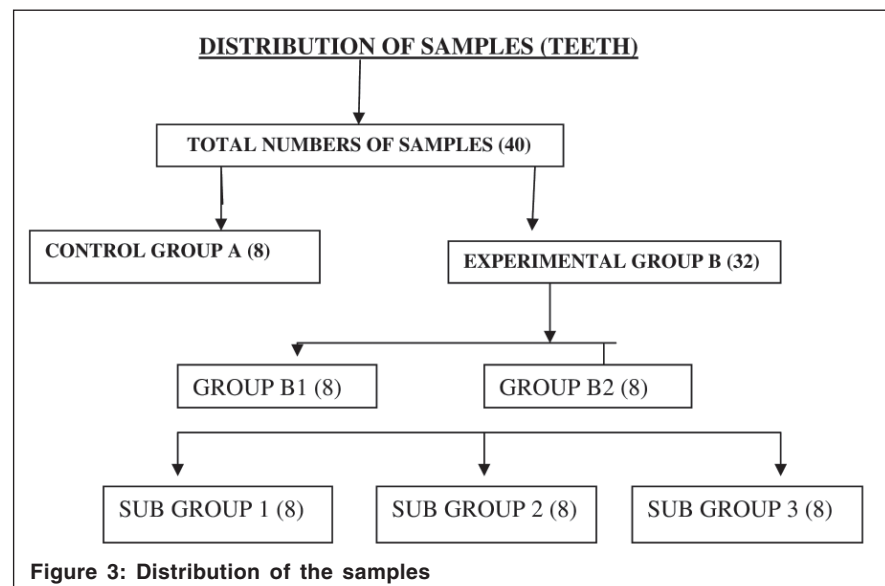 DISTRIBUTION OF SAMPLES (TEETH)
TOTAL NUMBERS OF SAMPLES (40)
CONTROL GROUP A (8)
EXPERIMENTAL GROUP B (32)
GROUP B1 (8)
GROUP B2 (8)
SUB GROUP 1 (8)
SUB GROUP 2 (8)
SUB GROUP 3 (8)
Figure 3: Distribution of the samples